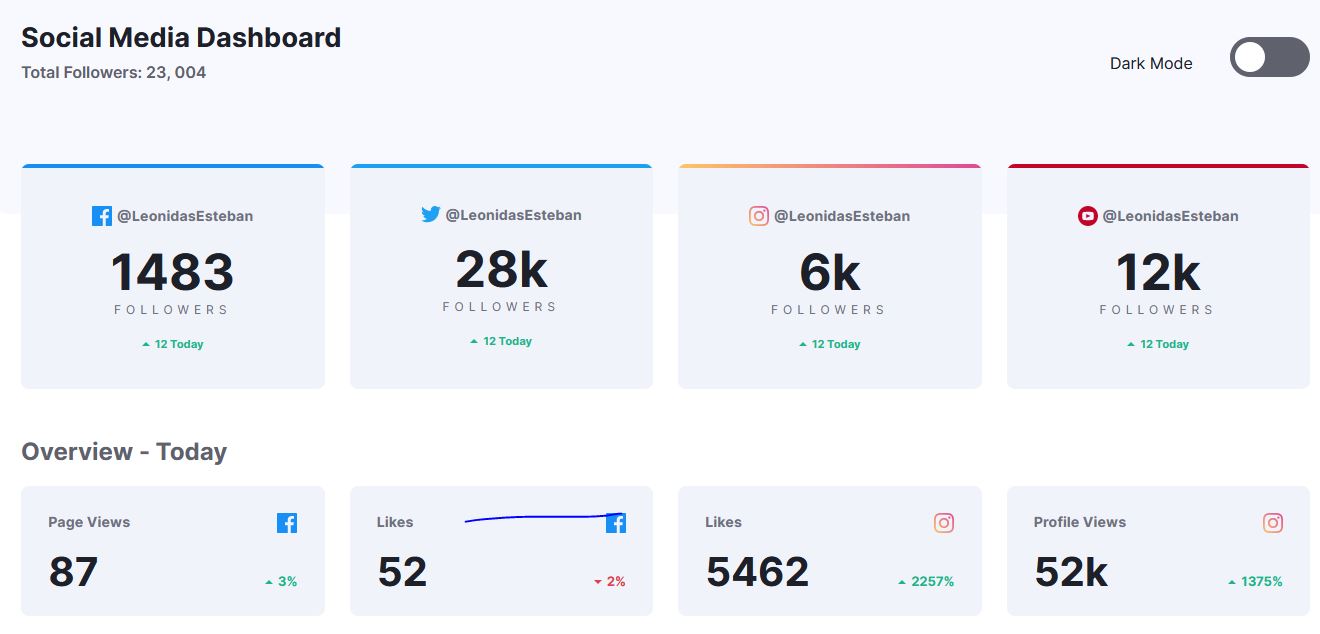 Social Media Dashboard
Total Followers: 23, 004
Dark Mode
@LeonidasEsteban
1483
FOLLOWERS
12 Today
@LeonidasEsteban
28k
FOLLOWERS
12 Today
@LeonidasEsteban
6k
FOLLOWERS
12 Today
@LeonidasEsteban
12k
FOLLOWERS
12 Today
Overview - Today
Page Views
87
3%
Likes
52
2%
Likes
5462
2257%
Profile Views
52k
1375%